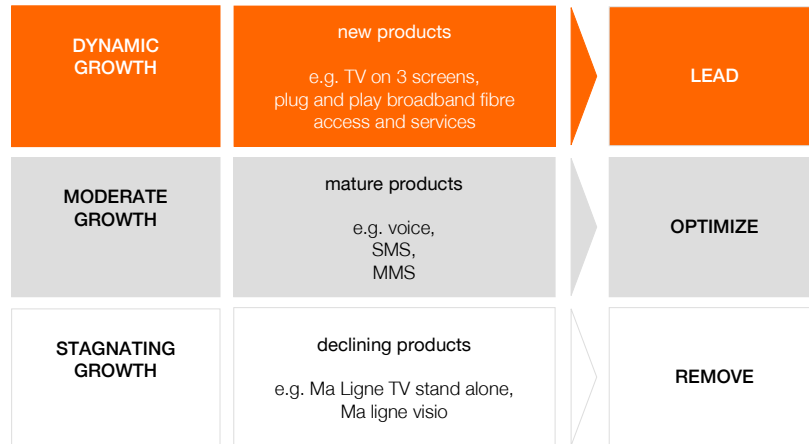 DYNAMIC
GROWTH
new products
e.g. TV on 3 screens,
plug and play broadband fibre
access and services
LEAD
MODERATE
GROWTH
mature products
e.g. voice,
SMS,
MMS
OPTIMIZE
STAGNATING
GROWTH
declining products
e.g. Ma Ligne TV stand alone,
Ma ligne visio
REMOVE